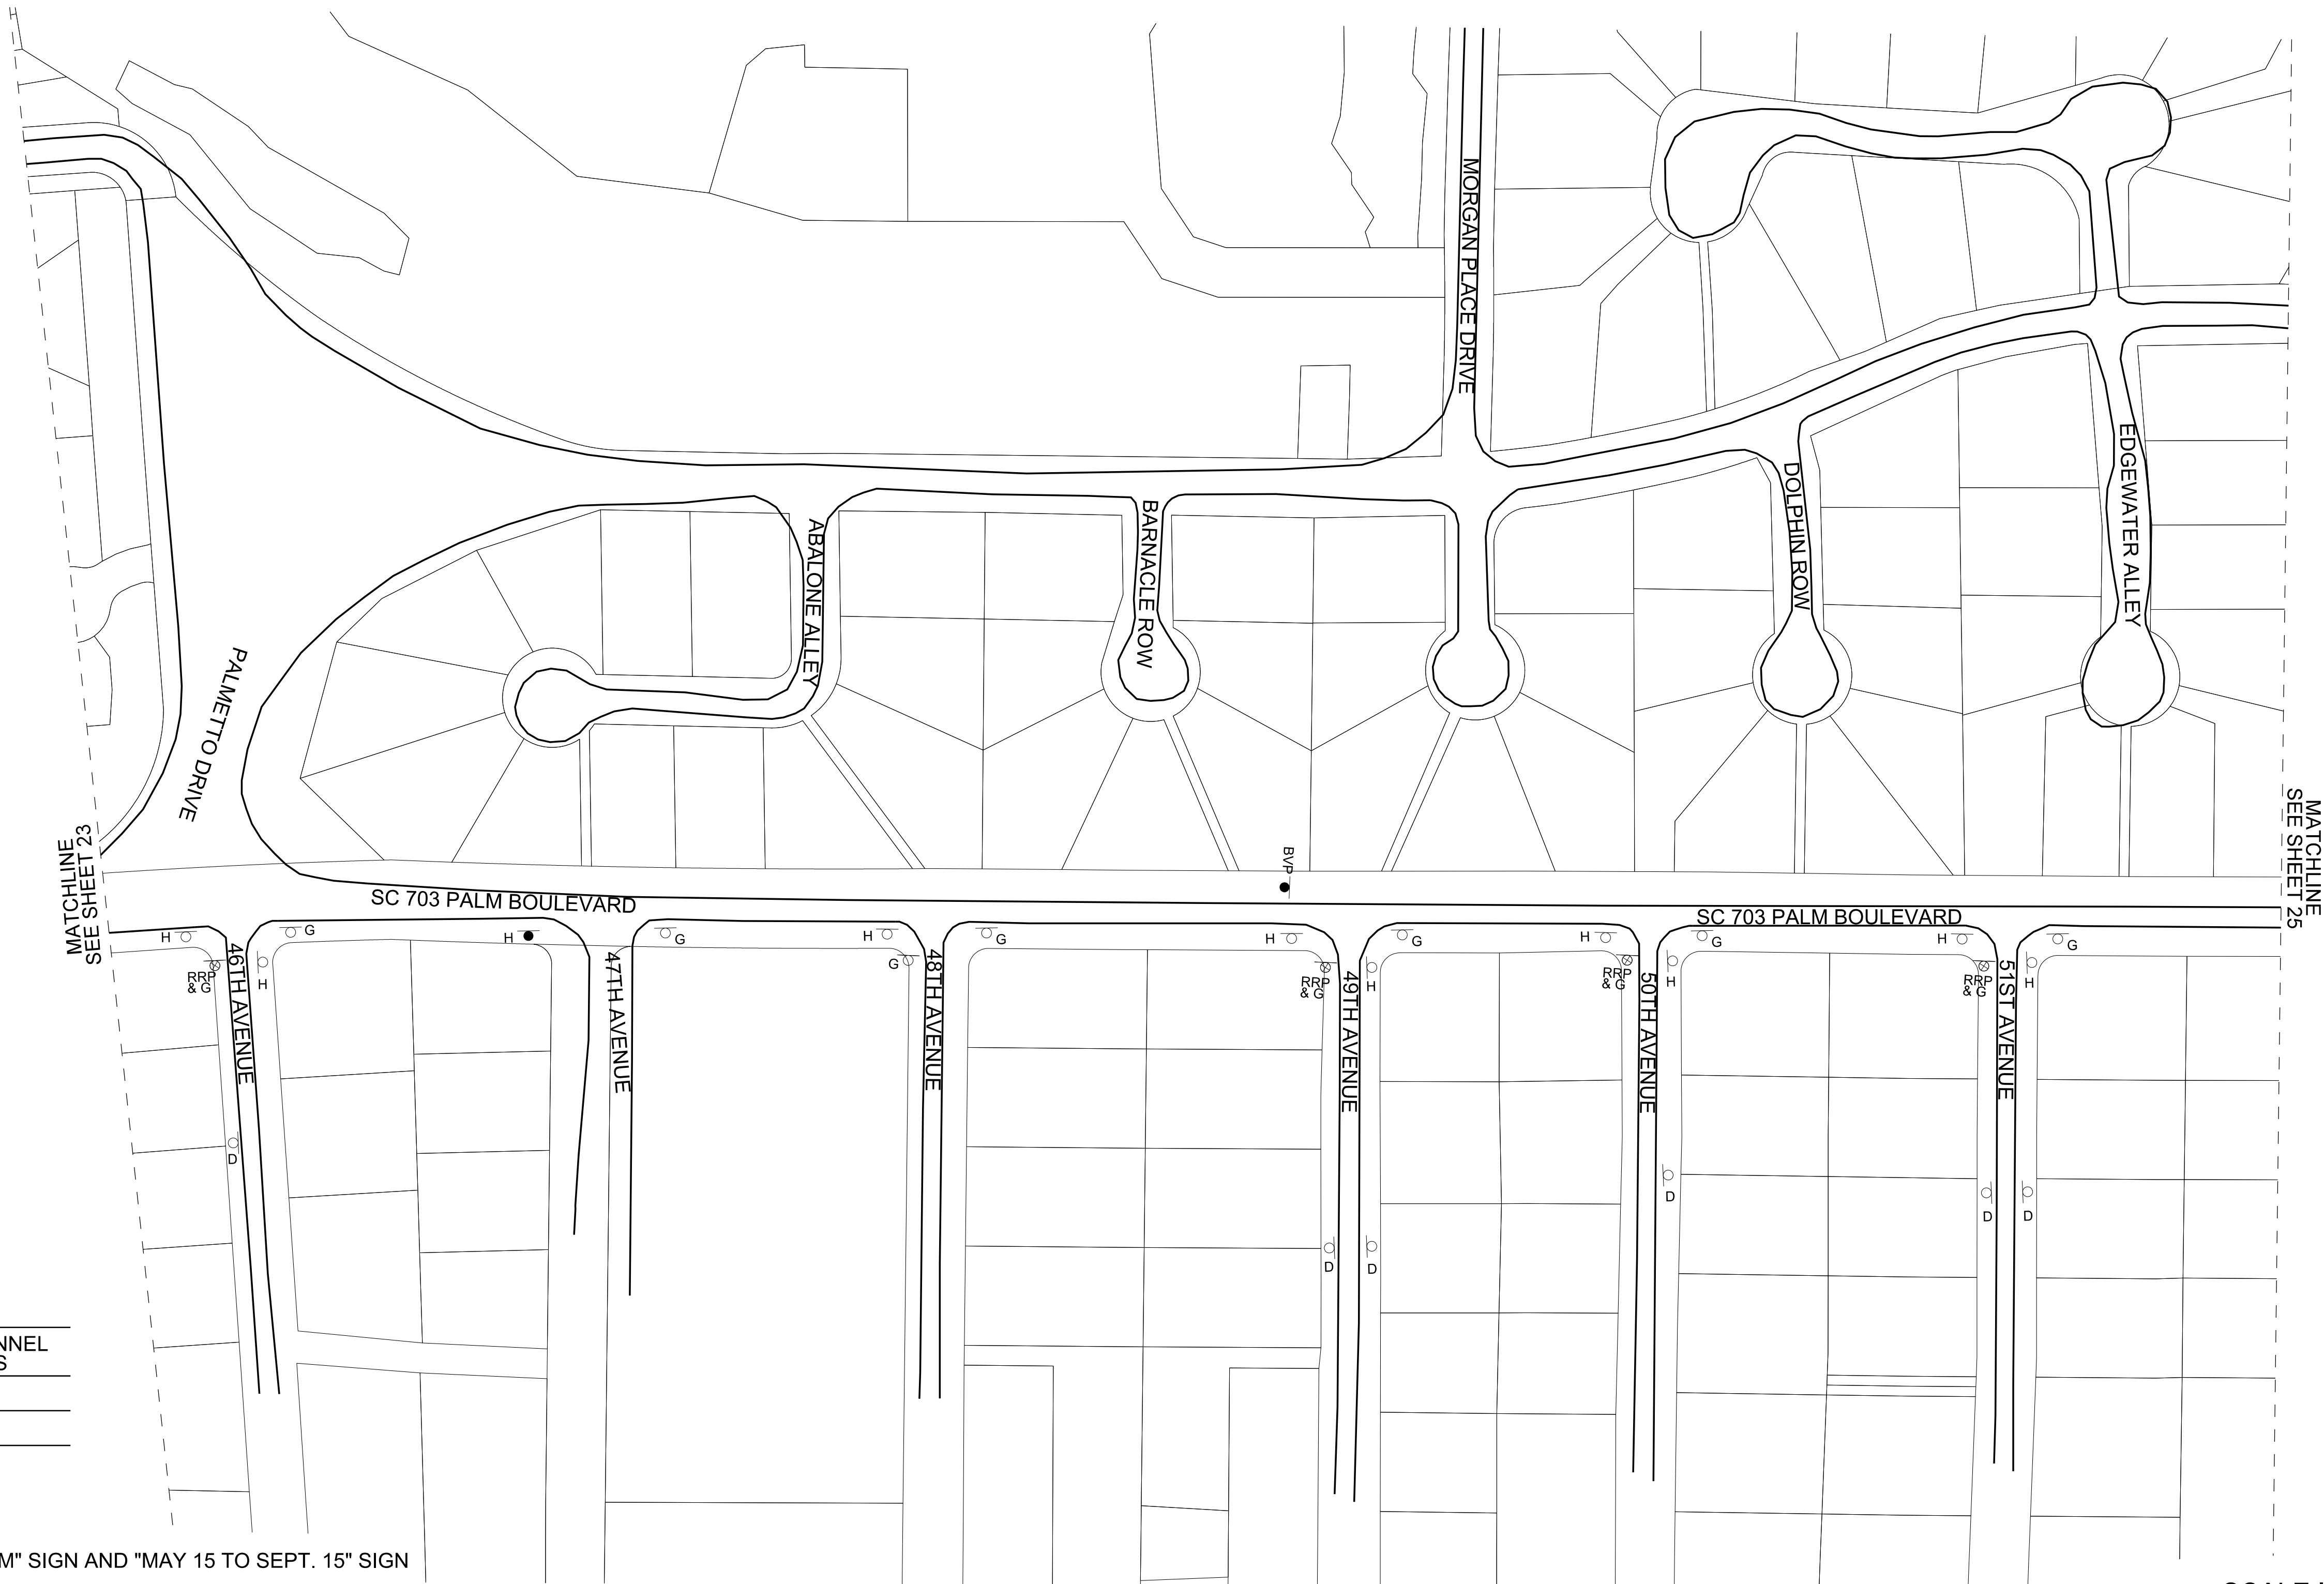 MORGAN PLACE DRIVE
EDGEWATER ALLEY
DOLPHIN ROW
BARNACLE ROW
ABALONE ALLEY
PALMETTO DRIVE
MATCHLINE
SEE SHEET 23
MATCHLINE
SEE SHEET 25
BVP
SC 703 PALM BOULEVARD
SC 703 PALM BOULEVARD
H
G
H
G
H
G
H
G
H
G
H
G
RRP
& G
H
G
RRP
& G
H
RRP
& G
H
RRP
& G
H
46TH AVENUE
47TH AVENUE
48TH AVENUE
49TH AVENUE
50TH AVENUE
51ST AVENUE
D
D
D
D
D
D
NNEL
S
M" SIGN AND "MAY 15 TO SEPT. 15" SIGN